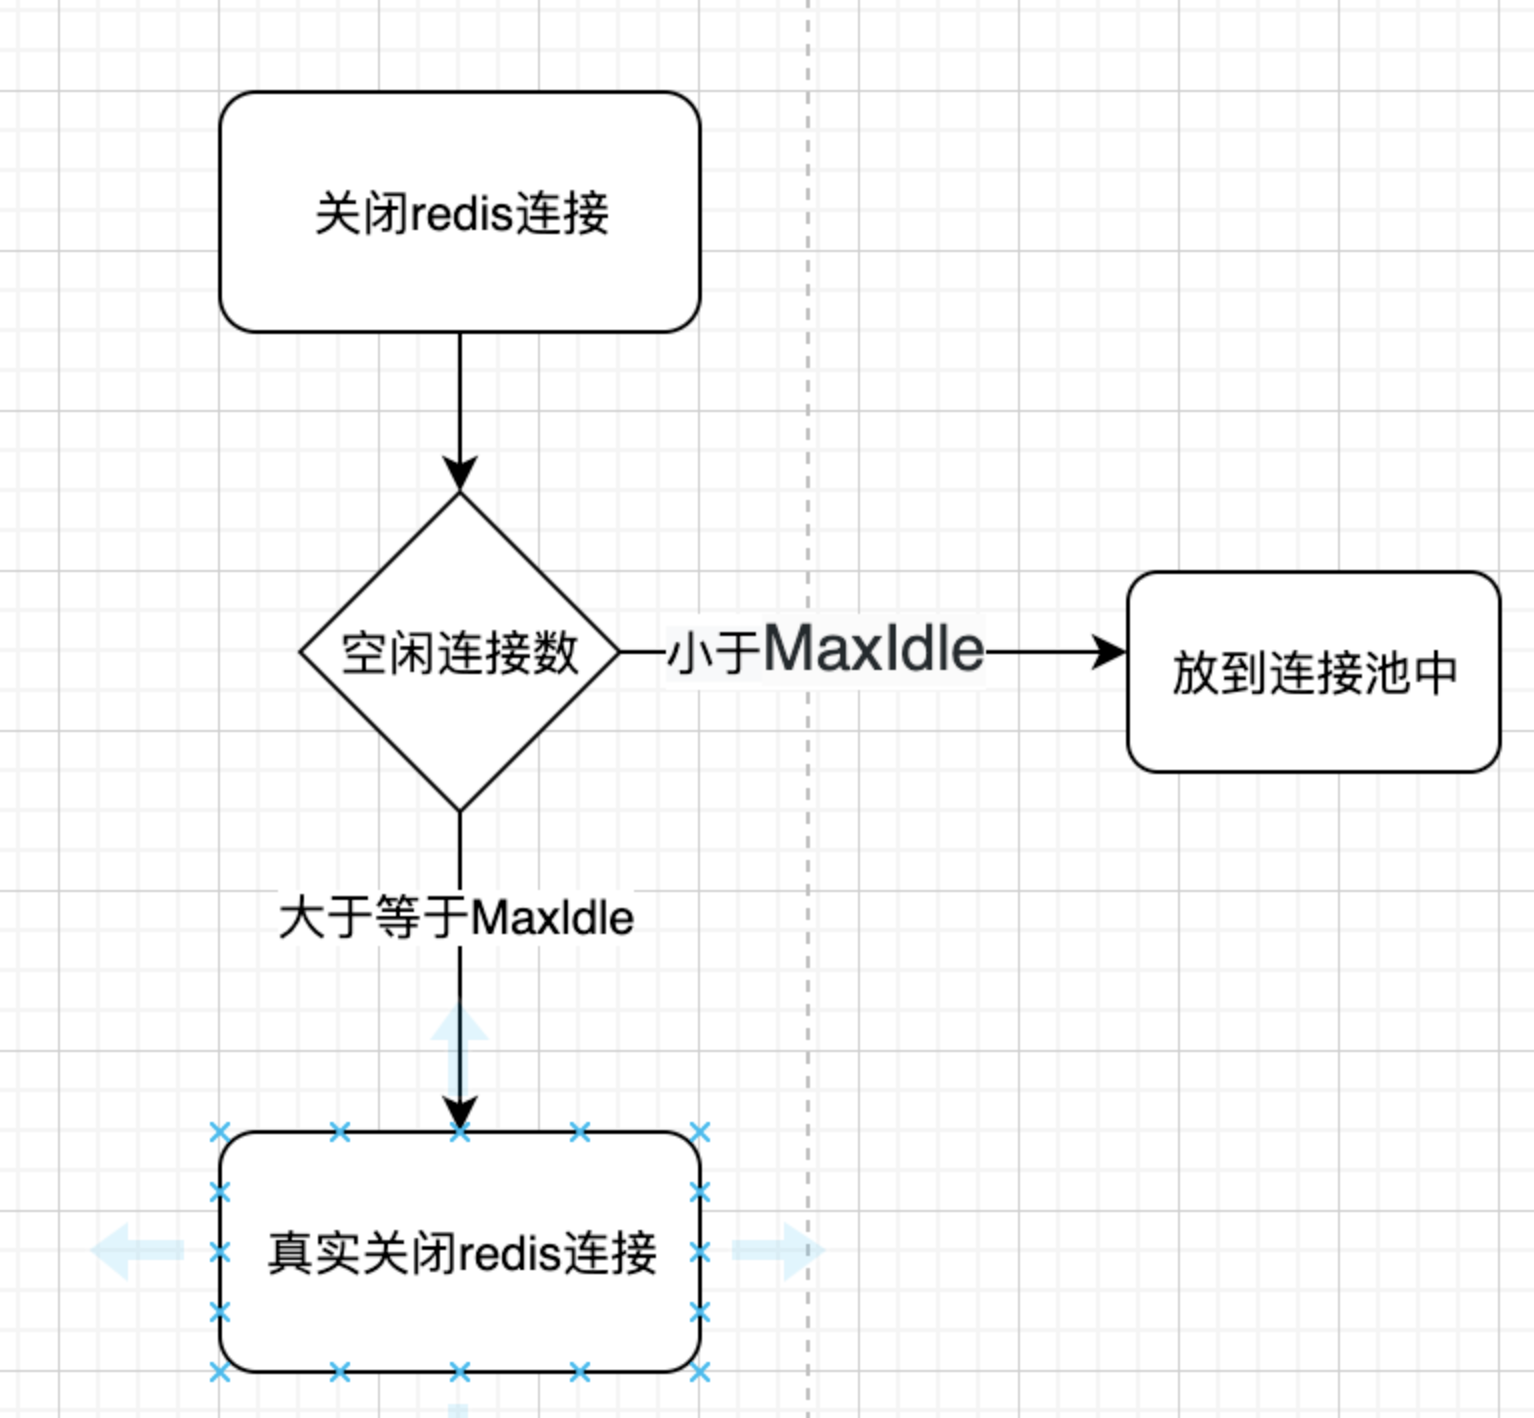 关闭redis连接
空闲连接数
小于MaxIdle
放到连接池中
大于等于MaxIdle
真实关闭redis连接